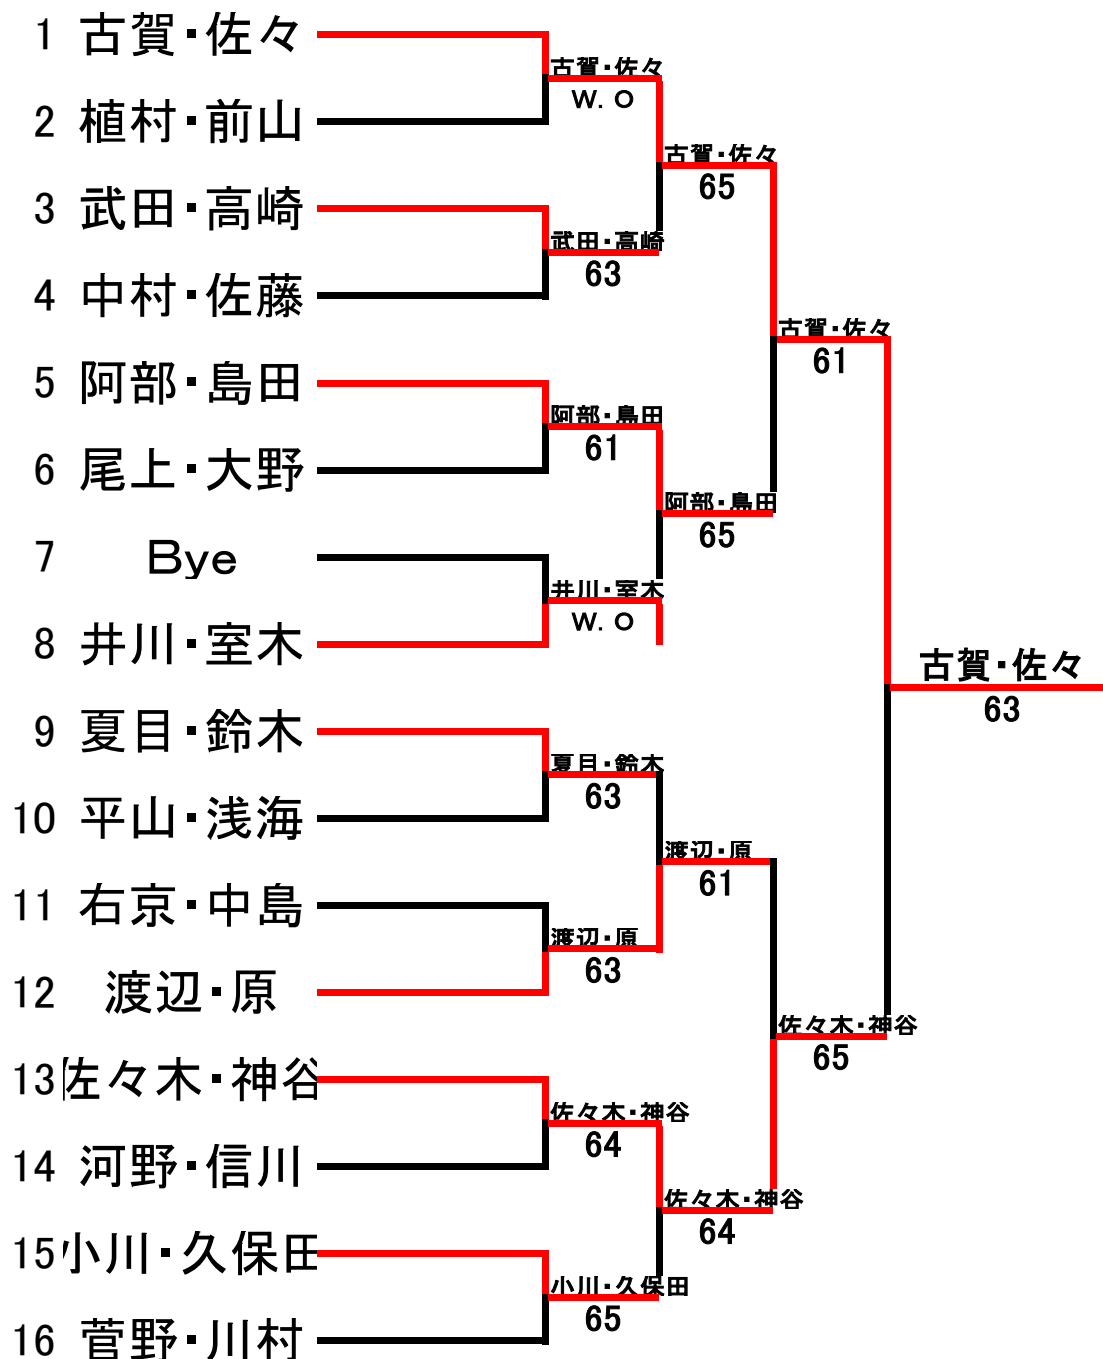 1 古賀・佐々
古賀・佐々
W. O
2 植村・前山
古賀・佐々
65
3 武田・高崎
武田・高崎
63
4 中村・佐藤
古賀・佐々
61
5 阿部・島田
阿部・島田
61
6 尾上・大野
阿部・島田
65
7 Bye
井川・室木
W. O
8 井川・室木
古賀・佐々
63
9 夏目・鈴木
夏目・鈴木
63
10 平山・浅海
渡辺・原
61
11 右京・中島
渡辺・原
63
12 渡辺・原
佐々木・神谷
65
13 佐々木・神谷
佐々木・神谷
64
14 河野・信川
佐々木・神谷
64
15 小川・久保田
小川・久保田
65
16 菅野・川村